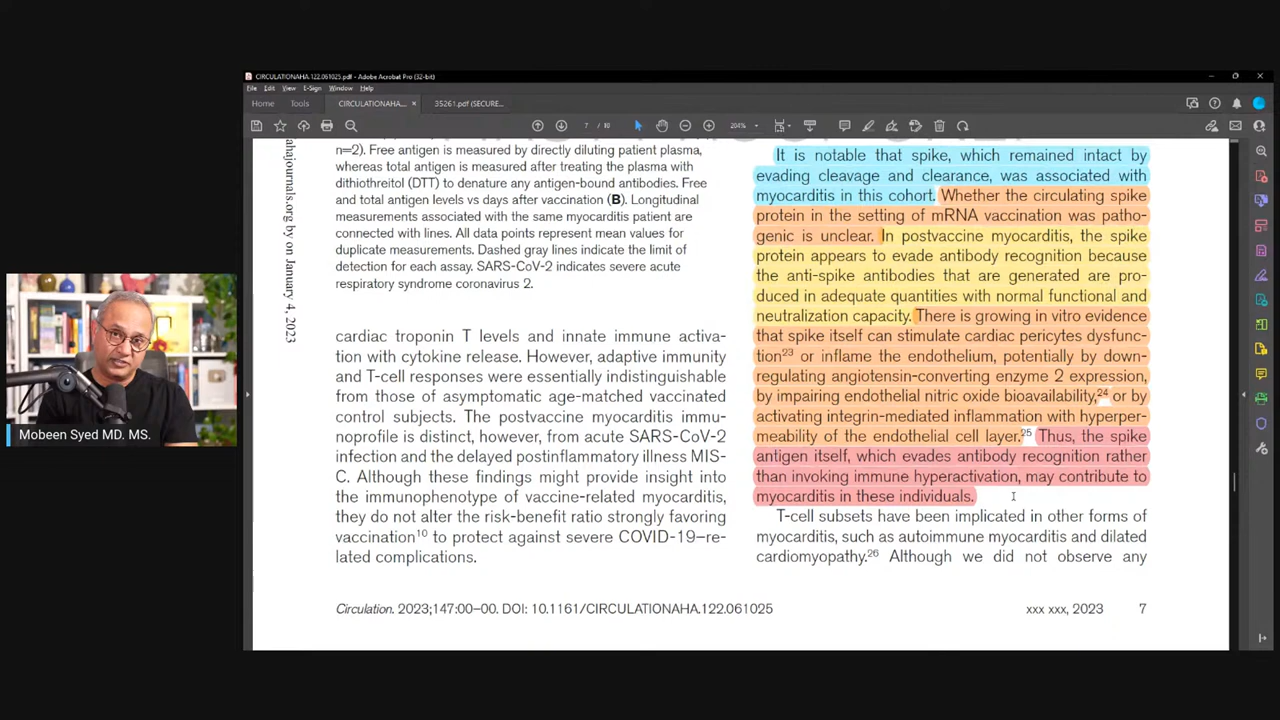 CIRCULATIONAHA.122.061025.pdf - Adobe Acrobat Pro (32-bit)
File Edit View E-Sign Window Help
Home Tools CIRCULATIONAHA.... × 35261.pdf (SECURE...
7 / 10 204%
ahajournals.org by on January 4, 2023
n=2). Free antigen is measured by directly diluting patient plasma,
whereas total antigen is measured after treating the plasma with
dithiothreitol (DTT) to denature any antigen-bound antibodies. Free
and total antigen levels vs days after vaccination (B). Longitudinal
measurements associated with the same myocarditis patient are
connected with lines. All data points represent mean values for
duplicate measurements. Dashed gray lines indicate the limit of
detection for each assay. SARS-CoV-2 indicates severe acute
respiratory syndrome coronavirus 2.
cardiac troponin T levels and innate immune activa-
tion with cytokine release. However, adaptive immunity
and T-cell responses were essentially indistinguishable
from those of asymptomatic age-matched vaccinated
control subjects. The postvaccine myocarditis immu-
noprofile is distinct, however, from acute SARS-CoV-2
infection and the delayed postinflammatory illness MIS-
C. Although these findings might provide insight into
the immunophenotype of vaccine-related myocarditis,
they do not alter the risk-benefit ratio strongly favoring
vaccination10 to protect against severe COVID-19–re-
lated complications.
It is notable that spike, which remained intact by
evading cleavage and clearance, was associated with
myocarditis in this cohort. Whether the circulating spike
protein in the setting of mRNA vaccination was patho-
genic is unclear. In postvaccine myocarditis, the spike
protein appears to evade antibody recognition because
the anti-spike antibodies that are generated are pro-
duced in adequate quantities with normal functional and
neutralization capacity. There is growing in vitro evidence
that spike itself can stimulate cardiac pericytes dysfunc-
tion23 or inflame the endothelium, potentially by down-
regulating angiotensin-converting enzyme 2 expression,
by impairing endothelial nitric oxide bioavailability,24 or by
activating integrin-mediated inflammation with hyperper-
meability of the endothelial cell layer.25 Thus, the spike
antigen itself, which evades antibody recognition rather
than invoking immune hyperactivation, may contribute to
myocarditis in these individuals.
T-cell subsets have been implicated in other forms of
myocarditis, such as autoimmune myocarditis and dilated
cardiomyopathy.26 Although we did not observe any
Circulation. 2023;147:00–00. DOI: 10.1161/CIRCULATIONAHA.122.061025
xxx xxx, 2023 7
Mobeen Syed MD. MS.